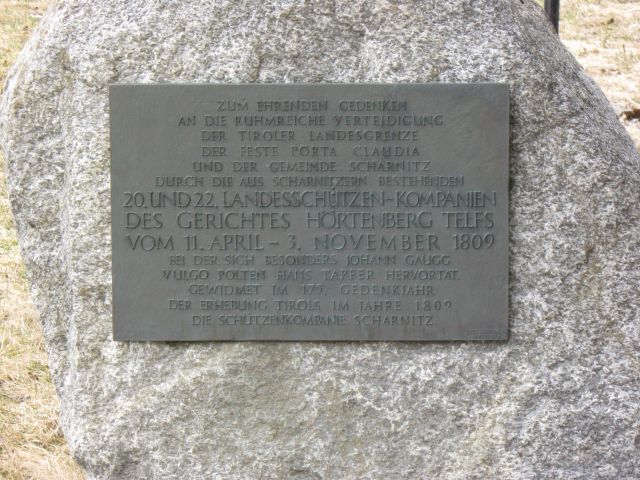 ZUM EHRENDEN GEDENKEN
AN DIE RUHMREICHE VERTEIDIGUNG
DER TIROLER LANDESGRENZE
DER FESTE PORTA CLAUDIA
UND DER GEMEINDE SCHARNITZ
DURCH DIE AUS SCHARNITZERN BESTEHENDEN
20. UND 22. LANDESSCHÜTZEN-KOMPANIEN
DES GERICHTES HÖRTENBERG TELFS
VOM 11. APRIL - 3. NOVEMBER 1809
BEI DER SICH BESONDERS JOHANN GAUGG
VULGO POLTEN HANS TAPFER HERVORTAT.
GEWIDMET IM 175. GEDENKJAHR
DER ERHEBUNG TIROLS IM JAHRE 1809
DIE SCHÜTZENKOMPANIE SCHARNITZ